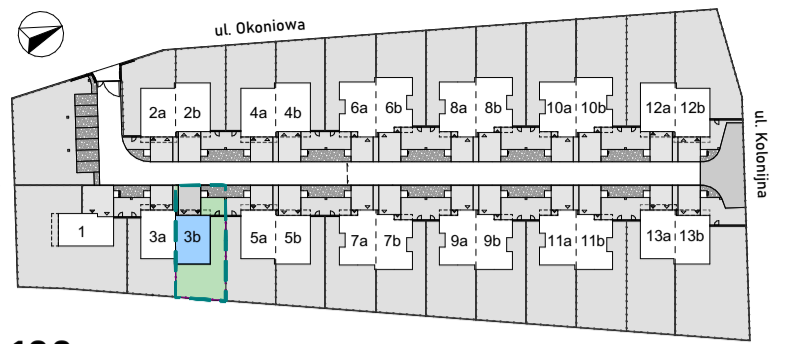 ul. Okoniowa
2a 2b 4a 4b 6a 6b 8a 8b 10a 10b 12a 12b
ul. Kolonijna
1 3a 3b 5a 5b 7a 7b 9a 9b 11a 11b 13a 13b